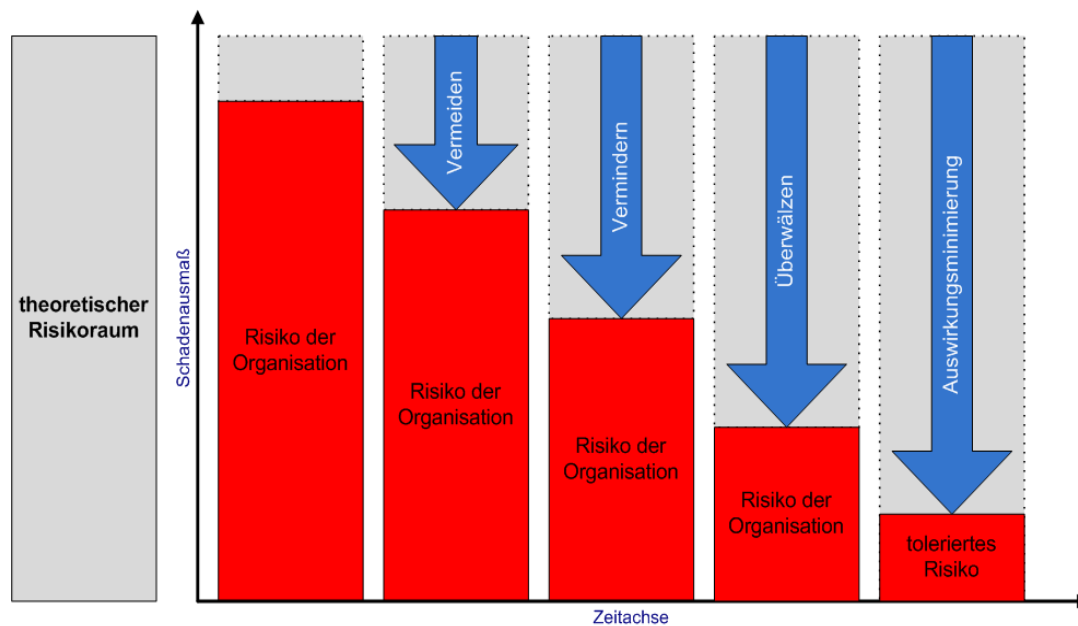 theoretischer
Risikoraum
Schadenausmaß
Risiko der
Organisation
Vermeiden
Risiko der
Organisation
Vermindern
Risiko der
Organisation
Überwälzen
Risiko der
Organisation
Auswirkungsminimierung
toleriertes
Risiko
Zeitachse